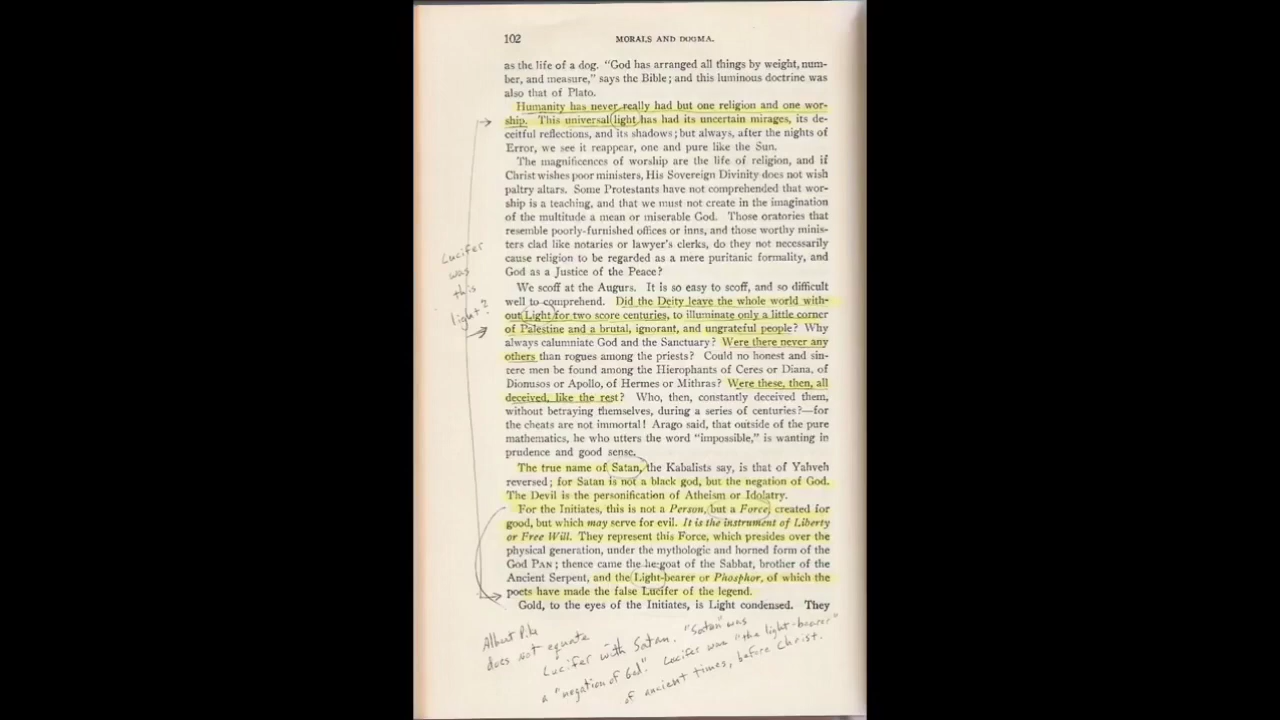 102 MORALS AND DOGMA.
as the life of a dog. "God has arranged all things by weight, num-
ber, and measure," says the Bible; and this luminous doctrine was
also that of Plato.
Humanity has never really had but one religion and one wor-
ship. This universal light has had its uncertain mirages, its de-
ceitful reflections, and its shadows; but always, after the nights of
Error, we see it reappear, one and pure like the Sun.
The magnificences of worship are the life of religion, and if
Christ wishes poor ministers, His Sovereign Divinity does not wish
paltry altars. Some Protestants have not comprehended that wor-
ship is a teaching, and that we must not create in the imagination
of the multitude a mean or miserable God. Those oratories that
resemble poorly-furnished offices or inns, and those worthy minis-
ters clad like notaries or lawyer's clerks, do they not necessarily
cause religion to be regarded as a mere puritanic formality, and
God as a Justice of the Peace?
We scoff at the Augurs. It is so easy to scoff, and so difficult
well to comprehend. Did the Deity leave the whole world with-
out Light for two score centuries, to illuminate only a little corner
of Palestine and a brutal, ignorant, and ungrateful people? Why
always calumniate God and the Sanctuary? Were there never any
others than rogues among the priests? Could no honest and sin-
cere men be found among the Hierophants of Ceres or Diana, of
Dionusos or Apollo, of Hermes or Mithras? Were these, then, all
deceived, like the rest? Who, then, constantly deceived them,
without betraying themselves, during a series of centuries?—for
the cheats are not immortal! Arago said, that outside of the pure
mathematics, he who utters the word "impossible," is wanting in
prudence and good sense.
The true name of Satan, the Kabalists say, is that of Yahveh
reversed; for Satan is not a black god, but the negation of God.
The Devil is the personification of Atheism or Idolatry.
For the Initiates, this is not a Person, but a Force, created for
good, but which may serve for evil. It is the instrument of Liberty
or Free Will. They represent this Force, which presides over the
physical generation, under the mythologic and horned form of the
God PAN; thence came the he-goat of the Sabbat, brother of the
Ancient Serpent, and the Light-bearer or Phosphor, of which the
poets have made the false Lucifer of the legend.
Gold, to the eyes of the Initiates, is Light condensed. They
Lucifer
was
this
light?
Albert Pike
does not equate
Lucifer with Satan. "Satan" was
a "negation of God". Lucifer was "the light-bearer"
of ancient times, before Christ.